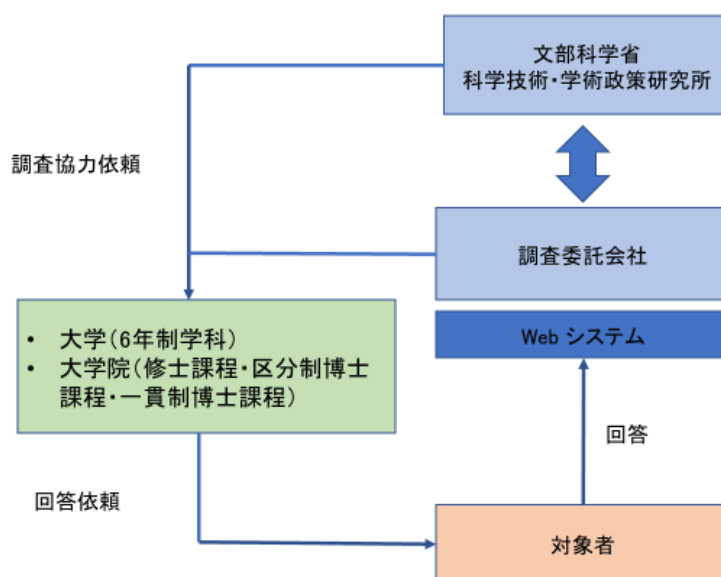 文部科学省
科学技術・学術政策研究所
調査協力依頼
調査委託会社
• 大学(6年制学科)
• 大学院(修士課程・区分制博士
課程・一貫制博士課程)
Web システム
回答
回答依頼
対象者